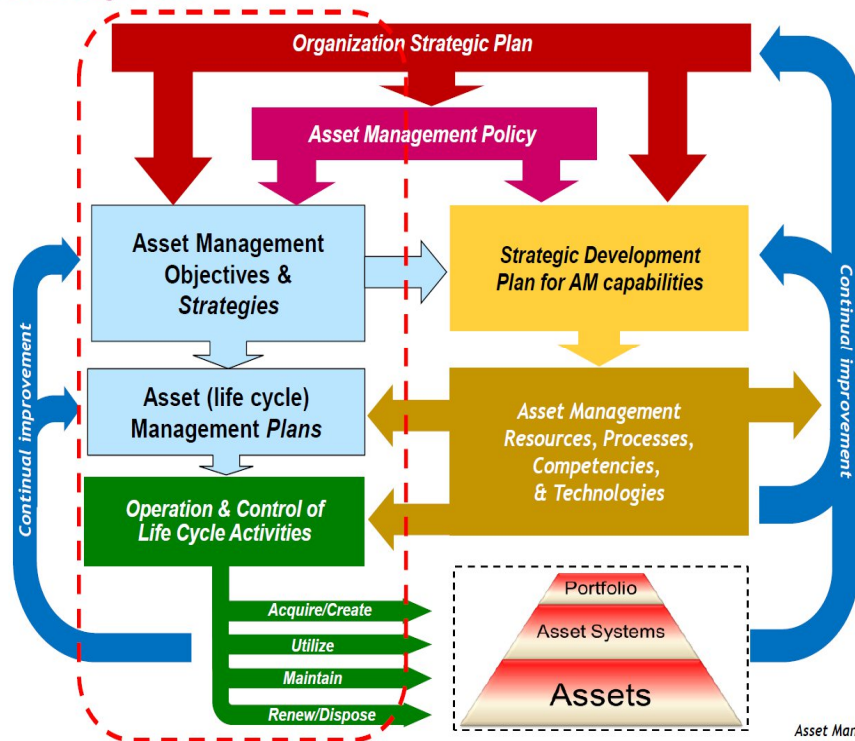 Organization Strategic Plan
Asset Management Policy
Asset Management
Objectives &
Strategies
Strategic Development
Plan for AM capabilities
Continual improvement
Continual improvement
Asset (life cycle)
Management Plans
Asset Management
Resources, Processes,
Competencies,
& Technologies
Operation & Control of
Life Cycle Activities
Acquire/Create
Utilize
Maintain
Renew/Dispose
Portfolio
Asset Systems
Assets
Asset Man